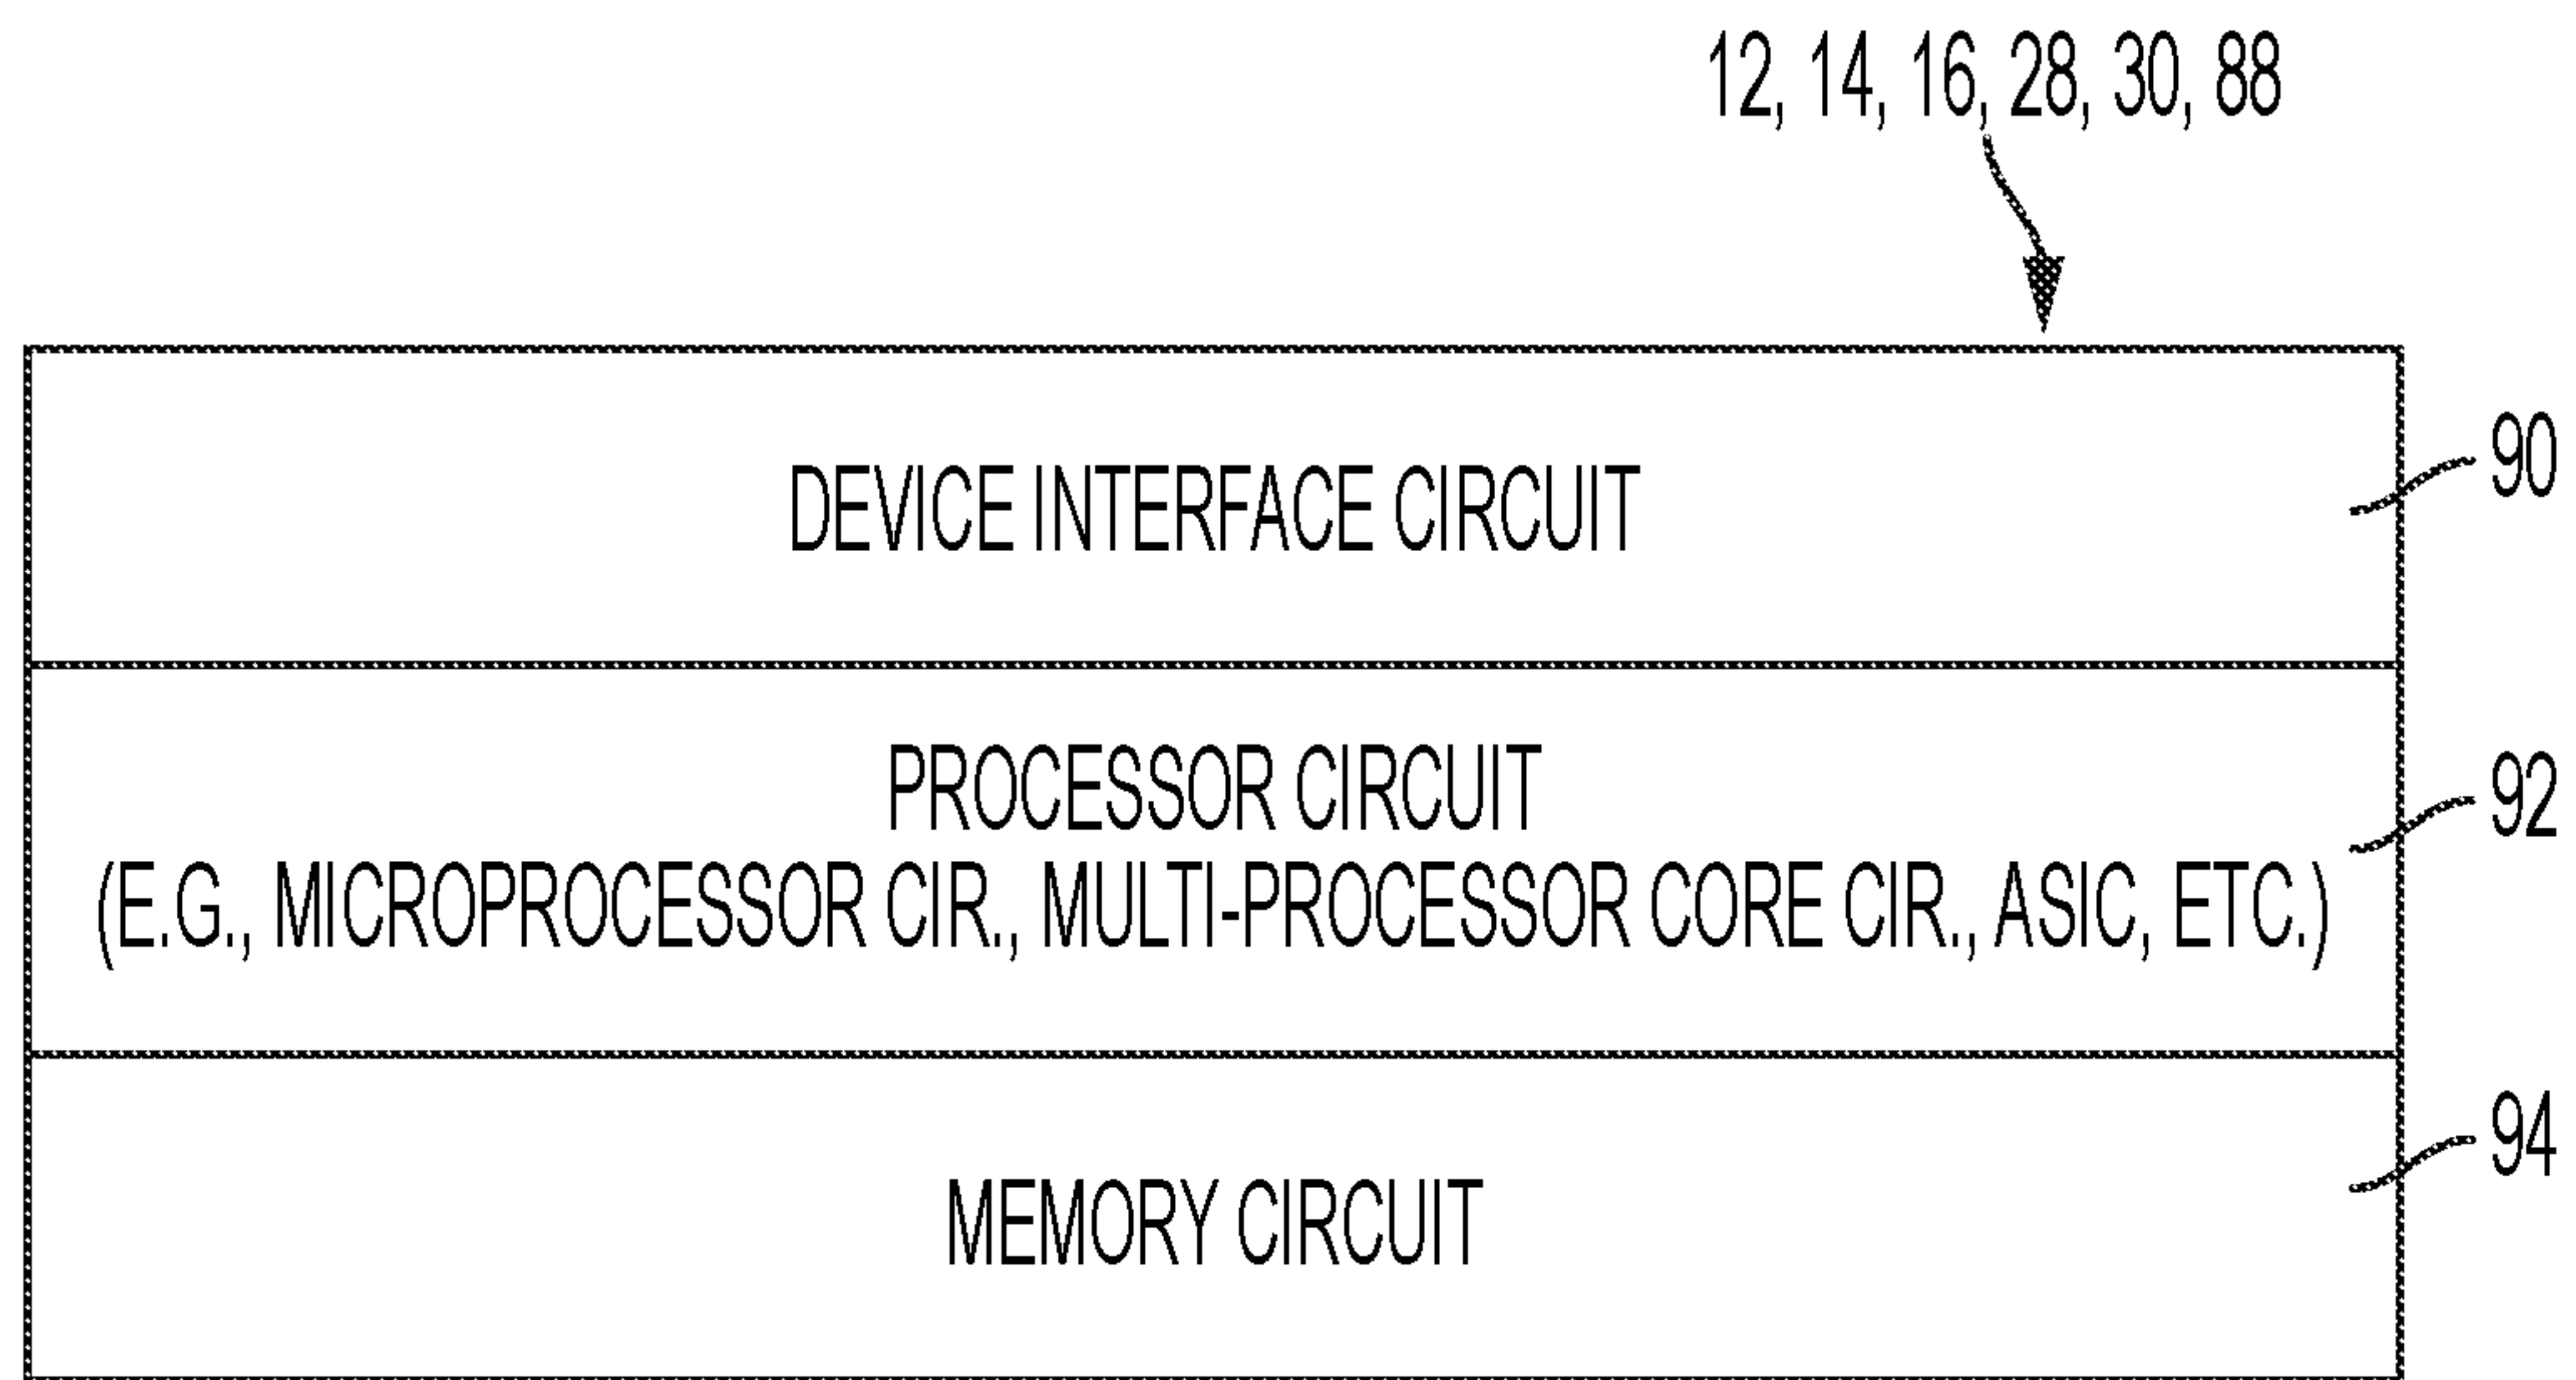 12, 14, 16, 28, 30, 88
DEVICE INTERFACE CIRCUIT
90
PROCESSOR CIRCUIT
(E.G., MICROPROCESSOR CIR., MULTI-PROCESSOR CORE CIR., ASIC, ETC.)
92
MEMORY CIRCUIT
94